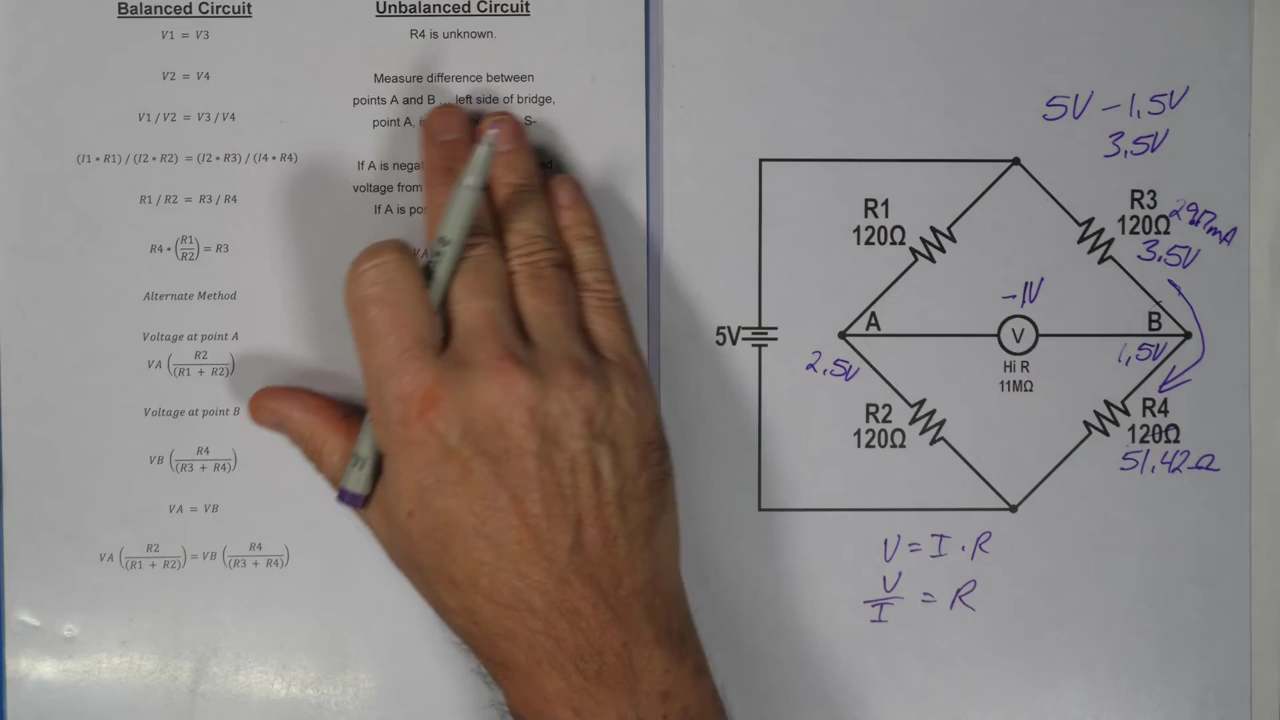 Balanced Circuit
V1 = V3
V2 = V4
V1/V2 = V3/V4
(I1 * R1) / (I2 * R2) = (I2 * R3) / (I4 * R4)
R1 / R2 = R3 / R4
R4 * (R1/R2) = R3
Alternate Method
Voltage at point A
VA (R2/(R1 + R2))
Voltage at point B
VB (R4/(R3 + R4))
VA = VB
VA (R2/(R1 + R2)) = VB (R4/(R3 + R4))
Unbalanced Circuit
R4 is unknown.
Measure difference between
points A and B ... left side of bridge,
point A, S-
If A is
voltage from
If A is
VA
5V - 1.5V
3.5V
R1
120Ω
R3
120Ω
29.17mA
3.5V
-1V
A
V
B
5V
Hi R
11MΩ
2.5V
1.5V
R2
120Ω
R4
120Ω
51.42Ω
V = I · R
V/I = R